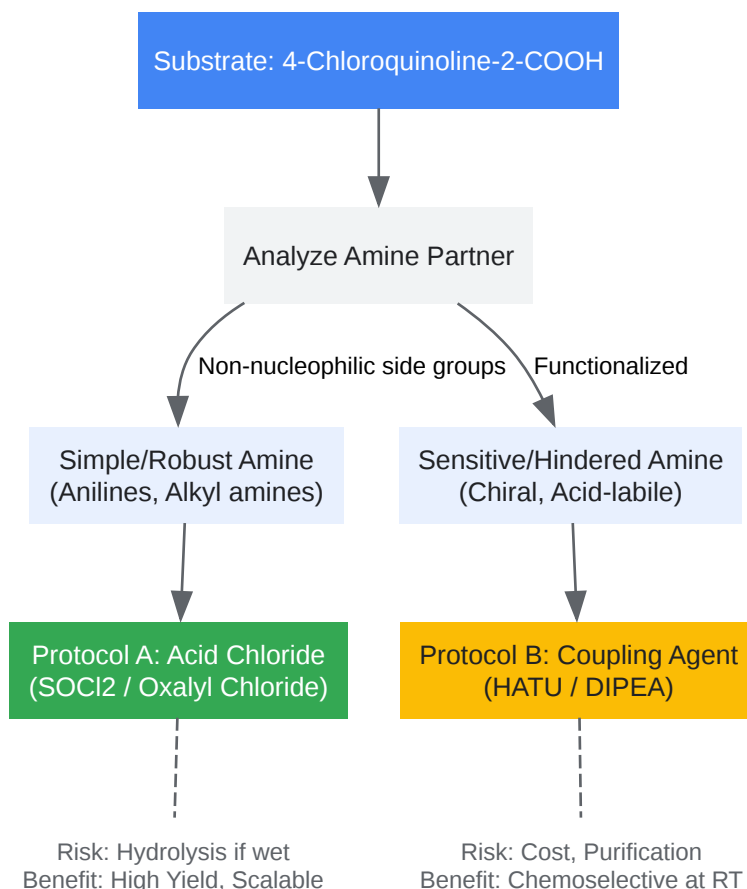 Substrate: 4-Chloroquinoline-2-COOH
Analyze Amine Partner
Non-nucleophilic side groups
Functionalized
Simple/Robust Amine
(Anilines, Alkyl amines)
Sensitive/Hindered Amine
(Chiral, Acid-labile)
Protocol A: Acid Chloride
(SOCl2 / Oxalyl Chloride)
Protocol B: Coupling Agent
(HATU / DIPEA)
Risk: Hydrolysis if wet
Benefit: High Yield, Scalable
Risk: Cost, Purification
Benefit: Chemoselective at RT